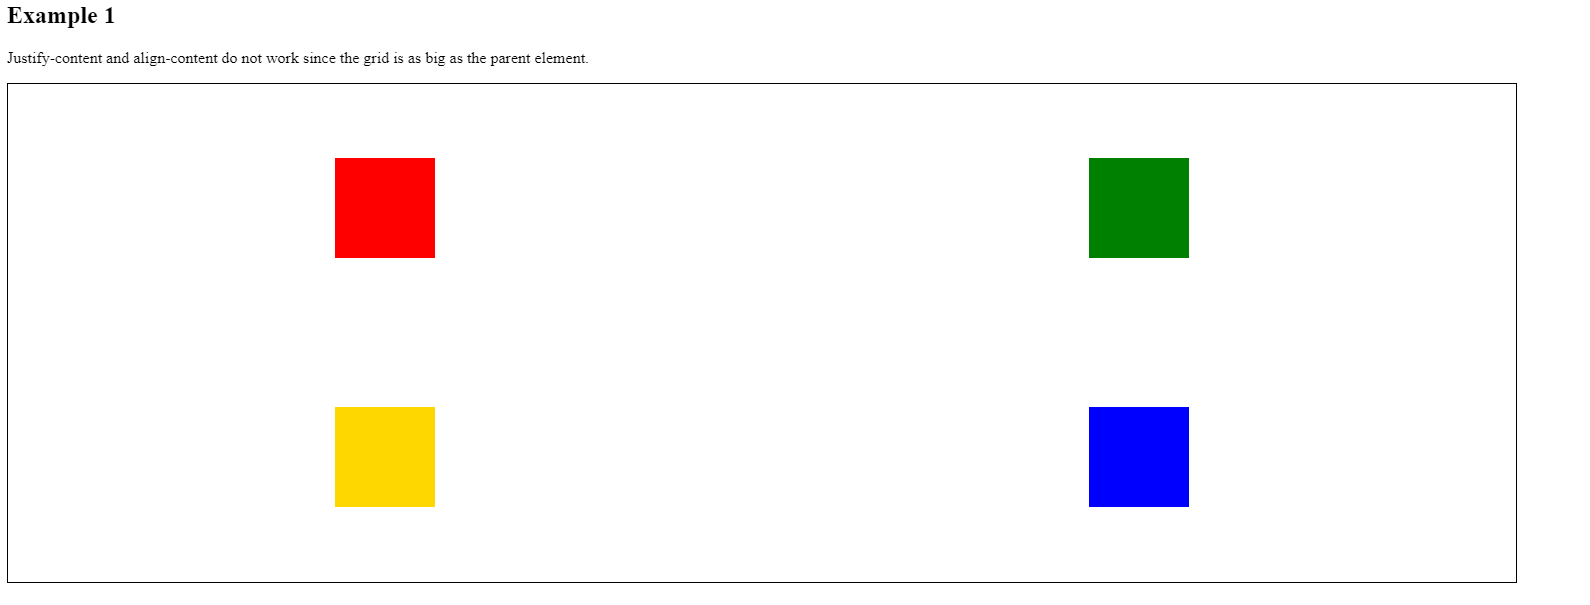 Example 1
Justify-content and align-content do not work since the grid is as big as the parent element.